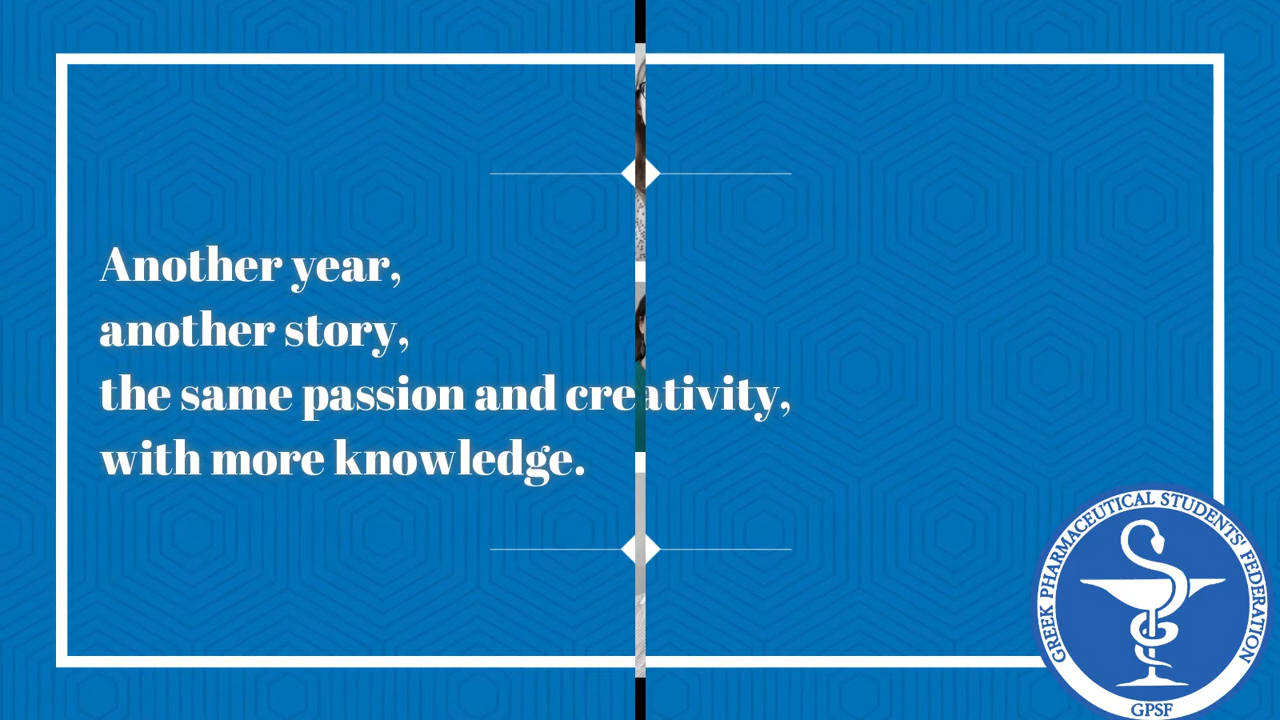 Another year,
another story,
the same passion and creativity,
with more knowledge.
GREEK PHARMACEUTICAL STUDENTS' FEDERATION
GPSF